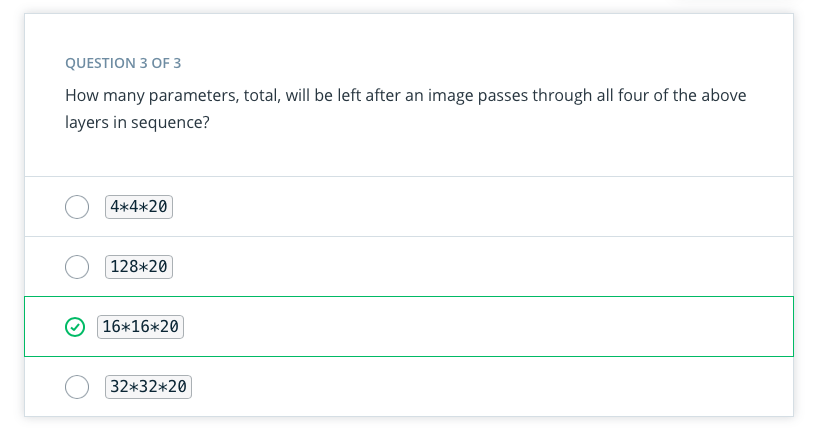 QUESTION 3 OF 3
How many parameters, total, will be left after an image passes through all four of the above
layers in sequence?
4*4*20
128*20
16*16*20
32*32*20